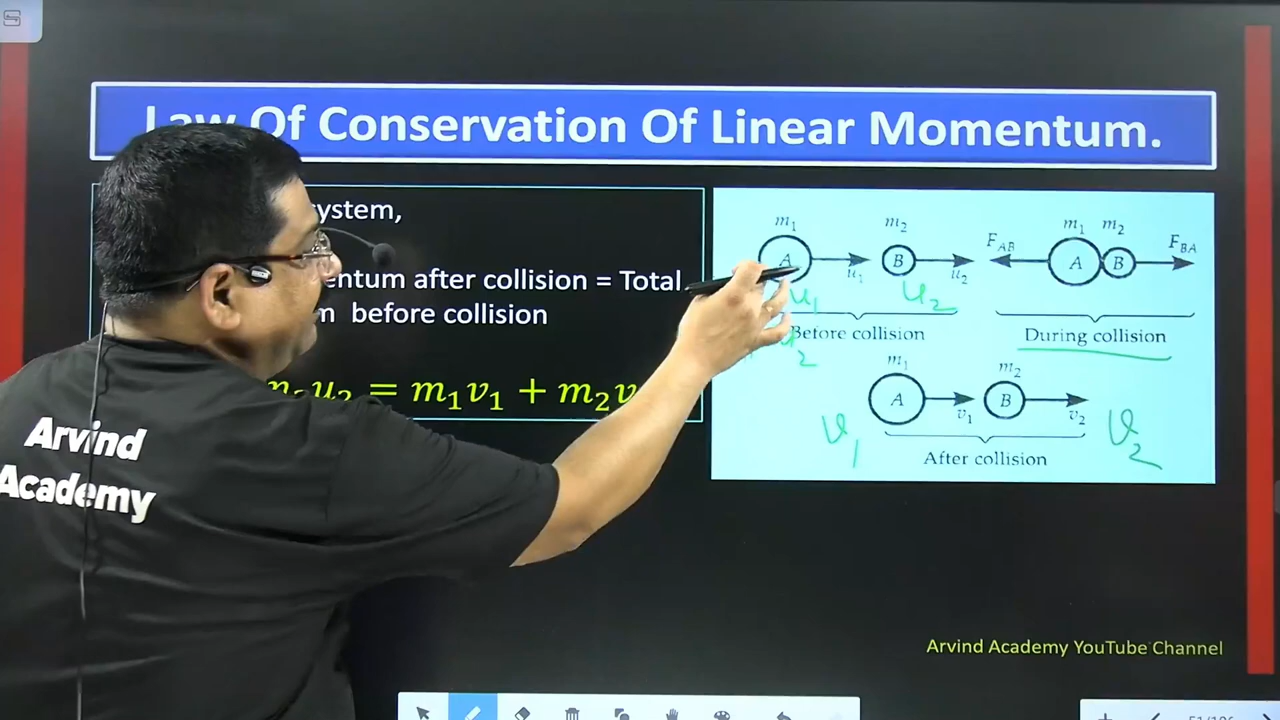 Law Of Conservation Of Linear Momentum.
system,
after collision = Total
before collision
= m₁v₁ + m₂v
m₁
m₂
m₁ m₂
F_AB
F_BA
A
u₁
B
u₂
A
B
u₁
u₂
Before collision
During collision
2
m₁
m₂
A
v₁
B
v₂
v₁
v₂
After collision
Arvind
Academy
Arvind Academy YouTube Channel